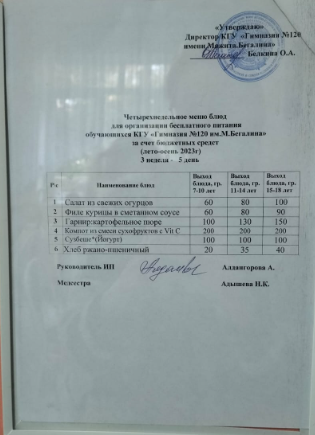 «Утверждаю»
Директор КГУ «Гимназия №120
имени Мажита Бегалина»
Болкина О.А.
Четырехнедельное меню блюд
для организации бесплатного питания
обучающихся КГУ «Гимназия №120 им.М.Бегалина»
за счет бюджетных средст
(лето-осень 2023г)
3 неделя - 5 день
Наименование блюд Выход блюда, гр. 7-10 лет Выход блюда, гр. 11-14 лет Выход блюда, гр. 15-18 лет
1 Салат из свежих огурцов 60 80 100
2 Филе курицы в сметанном соусе 60 80 90
3 Гарнир:картофельное пюре 100 130 150
4 Компот из смеси сухофруктов с Vit C 200 200 200
5 Сузбеше*(Йогурт) 100 100 100
6 Хлеб ржано-пшеничный 20 35 40
Руководитель ИП Алдингорова А.
Медсестра Адышева Н.К.